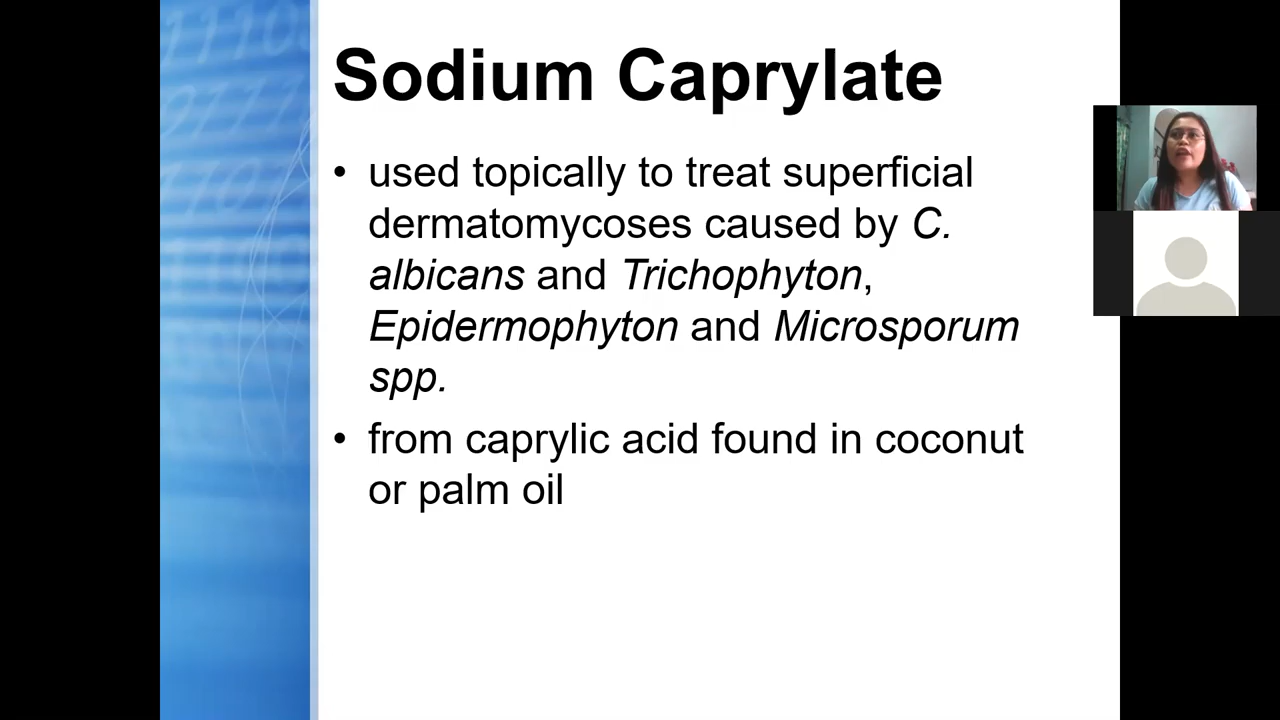 Sodium Caprylate
• used topically to treat superficial
dermatomycoses caused by C.
albicans and Trichophyton,
Epidermophyton and Microsporum
spp.
• from caprylic acid found in coconut
or palm oil